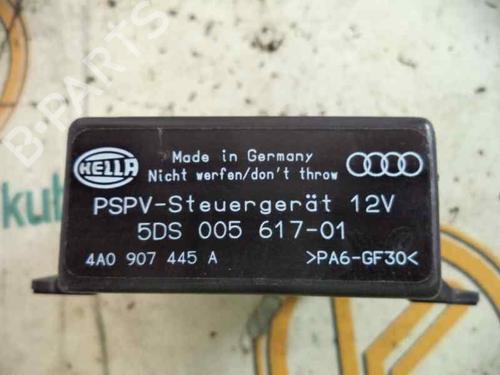 B-PARTS
HELLA
Made in Germany
Nicht werfen/don't throw
PSPV-Steuergerät 12V
5DS 005 617-01
4A0 907 445 A >PA6-GF30<